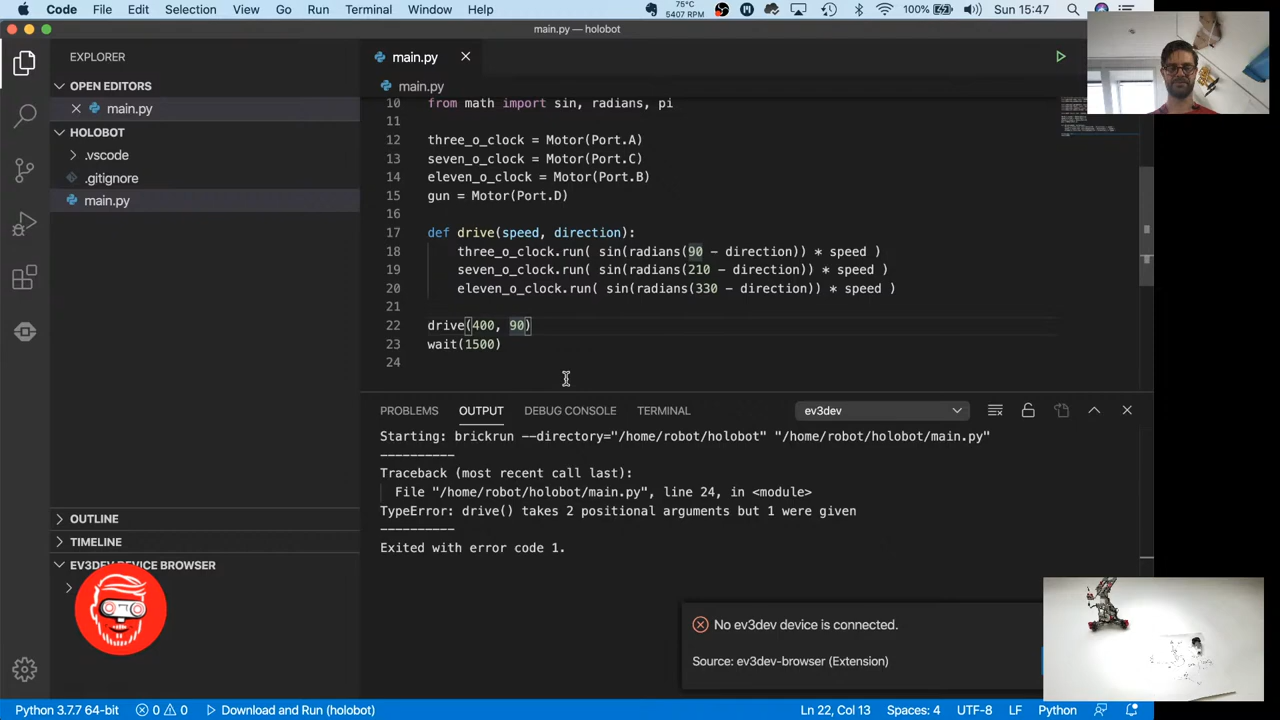 Code File Edit Selection View Go Run Terminal Window Help 75°C 5407 RPM 100% Sun 15:47
main.py — holobot
EXPLORER
OPEN EDITORS
main.py
HOLOBOT
.vscode
.gitignore
main.py
OUTLINE
TIMELINE
EV3DEV DEVICE BROWSER
main.py
main.py
10 from math import sin, radians, pi
11
12 three_o_clock = Motor(Port.A)
13 seven_o_clock = Motor(Port.C)
14 eleven_o_clock = Motor(Port.B)
15 gun = Motor(Port.D)
16
17 def drive(speed, direction):
18 three_o_clock.run( sin(radians(90 - direction)) * speed )
19 seven_o_clock.run( sin(radians(210 - direction)) * speed )
20 eleven_o_clock.run( sin(radians(330 - direction)) * speed )
21
22 drive(400, 90)
23 wait(1500)
24
PROBLEMS OUTPUT DEBUG CONSOLE TERMINAL ev3dev
Starting: brickrun --directory="/home/robot/holobot" "/home/robot/holobot/main.py"
----------
Traceback (most recent call last):
File "/home/robot/holobot/main.py", line 24, in <module>
TypeError: drive() takes 2 positional arguments but 1 were given
----------
Exited with error code 1.
No ev3dev device is connected.
Source: ev3dev-browser (Extension)
Python 3.7.7 64-bit 0 0 Download and Run (holobot) Ln 22, Col 13 Spaces: 4 UTF-8 LF Python